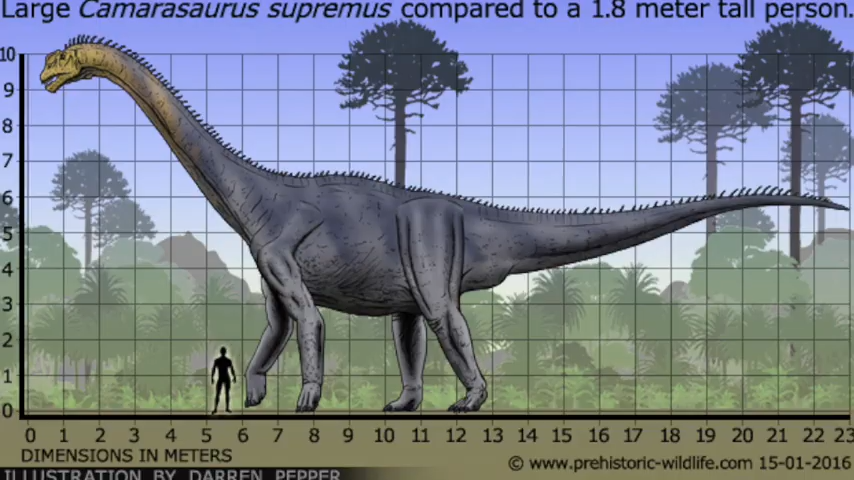 Large Camarasaurus supremus compared to a 1.8 meter tall person.
10
9
8
7
6
5
4
3
2
1
0
0 1 2 3 4 5 6 7 8 9 10 11 12 13 14 15 16 17 18 19 20 21 22 23
DIMENSIONS IN METERS
© www.prehistoric-wildlife.com 15-01-2016
ILLUSTRATION BY DARREN PEPPER